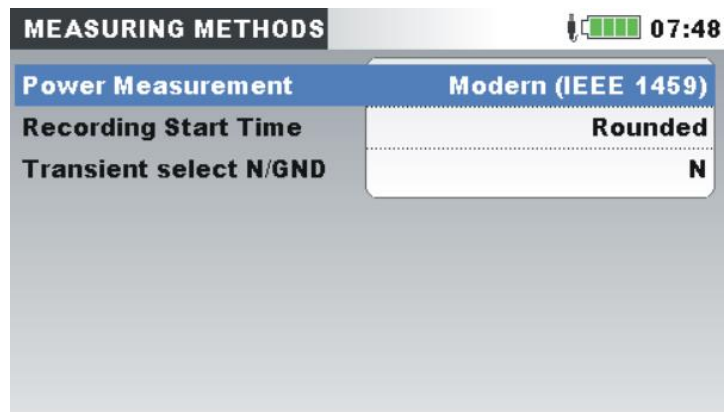 MEASURING METHODS 07:48
Power Measurement Modern (IEEE 1459)
Recording Start Time Rounded
Transient select N/GND N